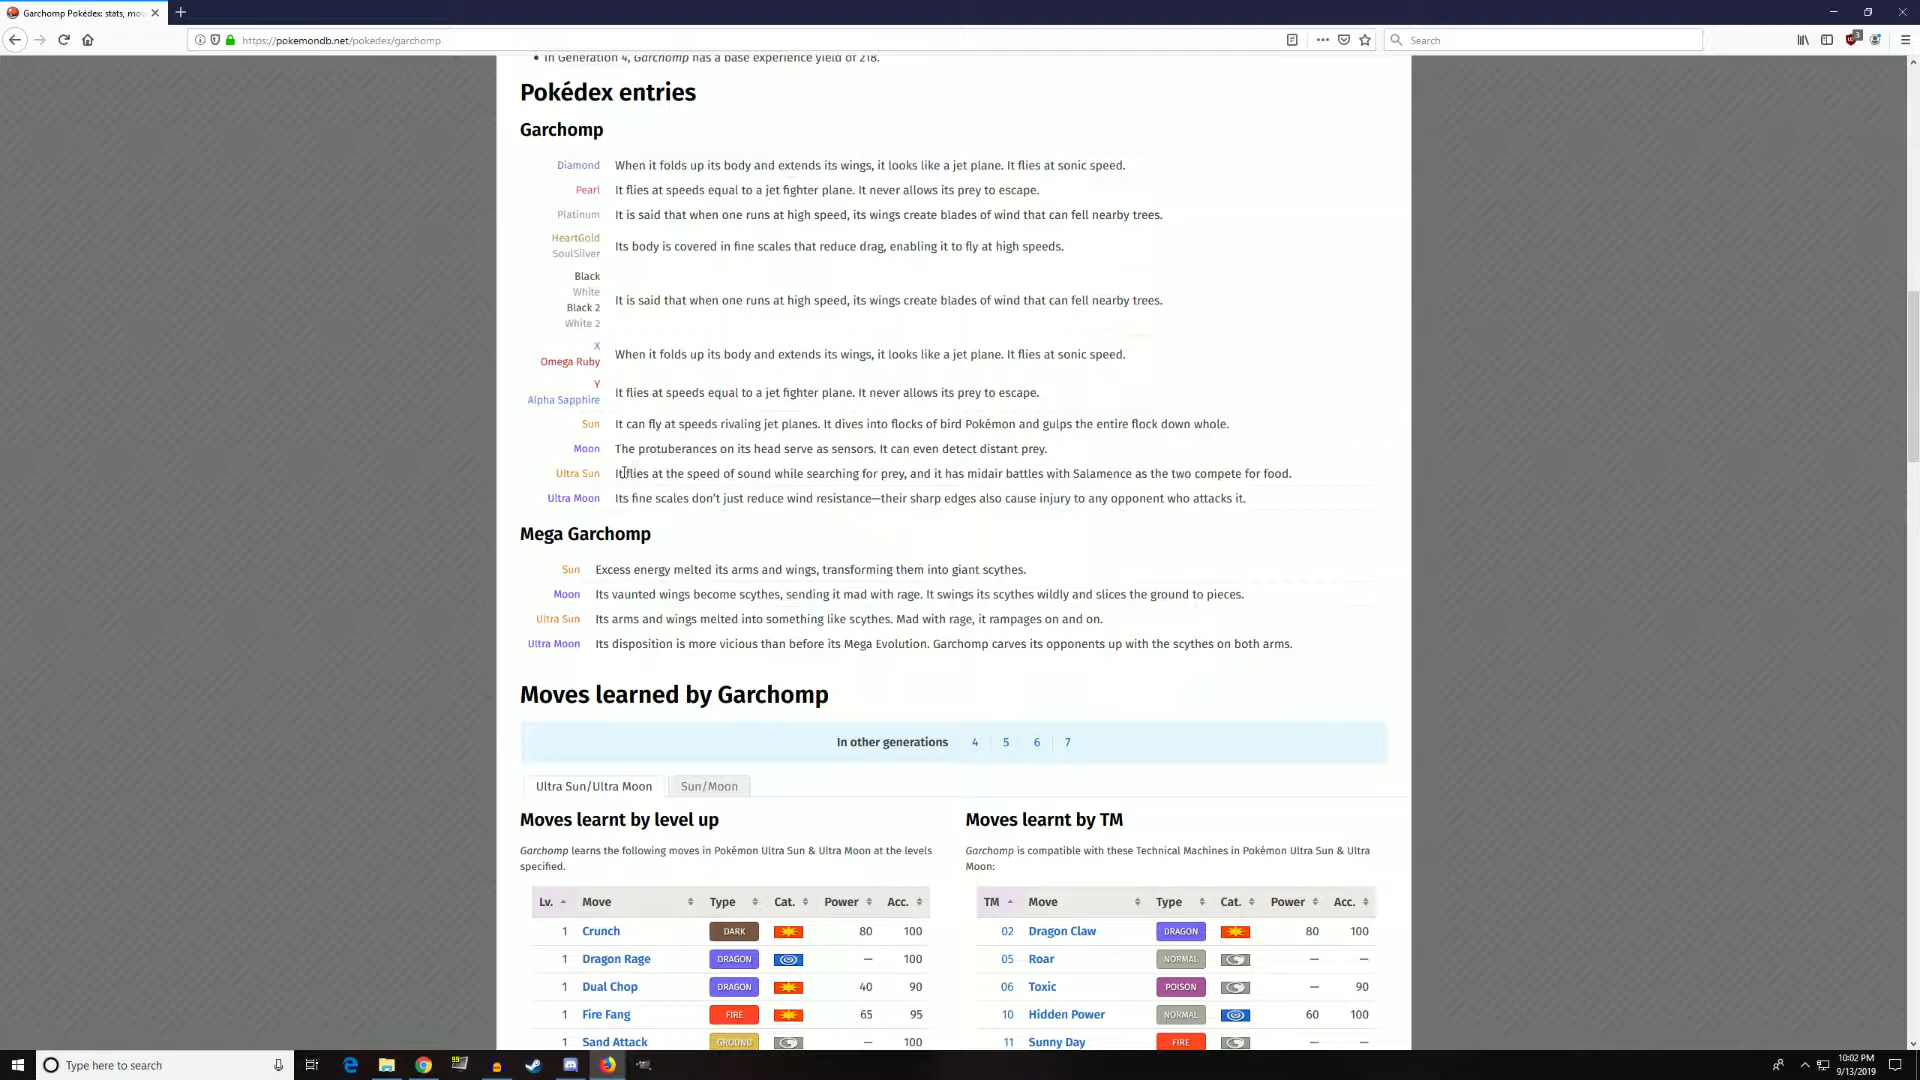 Garchomp Pokédex: stats, mov
https://pokemondb.net/pokedex/garchomp
Search
3
• In Generation 4, Garchomp has a base experience yield of 218.
Pokédex entries
Garchomp
Diamond When it folds up its body and extends its wings, it looks like a jet plane. It flies at sonic speed.
Pearl It flies at speeds equal to a jet fighter plane. It never allows its prey to escape.
Platinum It is said that when one runs at high speed, its wings create blades of wind that can fell nearby trees.
HeartGold
SoulSilver
Its body is covered in fine scales that reduce drag, enabling it to fly at high speeds.
Black
White
Black 2
White 2
It is said that when one runs at high speed, its wings create blades of wind that can fell nearby trees.
X
Omega Ruby
When it folds up its body and extends its wings, it looks like a jet plane. It flies at sonic speed.
Y
Alpha Sapphire
It flies at speeds equal to a jet fighter plane. It never allows its prey to escape.
Sun It can fly at speeds rivaling jet planes. It dives into flocks of bird Pokémon and gulps the entire flock down whole.
Moon The protuberances on its head serve as sensors. It can even detect distant prey.
Ultra Sun It flies at the speed of sound while searching for prey, and it has midair battles with Salamence as the two compete for food.
Ultra Moon Its fine scales don't just reduce wind resistance—their sharp edges also cause injury to any opponent who attacks it.
Mega Garchomp
Sun Excess energy melted its arms and wings, transforming them into giant scythes.
Moon Its vaunted wings become scythes, sending it mad with rage. It swings its scythes wildly and slices the ground to pieces.
Ultra Sun Its arms and wings melted into something like scythes. Mad with rage, it rampages on and on.
Ultra Moon Its disposition is more vicious than before its Mega Evolution. Garchomp carves its opponents up with the scythes on both arms.
Moves learned by Garchomp
In other generations 4 5 6 7
Ultra Sun/Ultra Moon Sun/Moon
Moves learnt by level up
Garchomp learns the following moves in Pokémon Ultra Sun & Ultra Moon at the levels
specified.
Lv. Move Type Cat. Power Acc.
1 Crunch DARK 80 100
1 Dragon Rage DRAGON — 100
1 Dual Chop DRAGON 40 90
1 Fire Fang FIRE 65 95
1 Sand Attack GROUND — 100
Moves learnt by TM
Garchomp is compatible with these Technical Machines in Pokémon Ultra Sun & Ultra
Moon:
TM Move Type Cat. Power Acc.
02 Dragon Claw DRAGON 80 100
05 Roar NORMAL — —
06 Toxic POISON — 90
10 Hidden Power NORMAL 60 100
11 Sunny Day FIRE — —
Type here to search
10:02 PM
9/13/2019